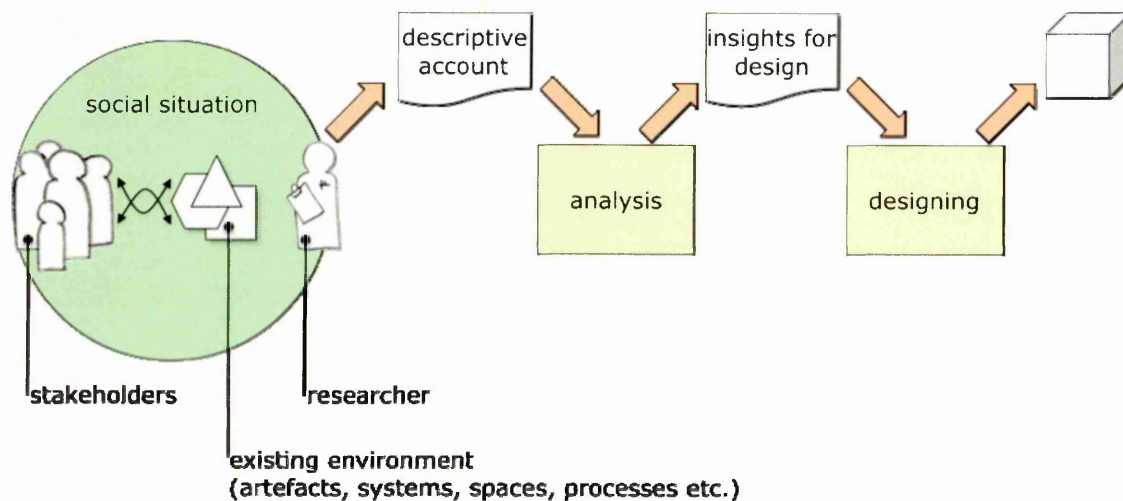 social situation
descriptive
account
insights for
design
analysis
designing
stakeholders
researcher
existing environment
(artefacts, systems, spaces, processes etc.)